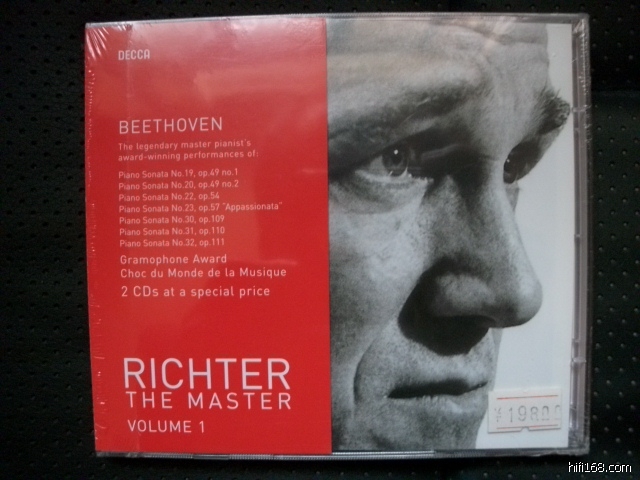 DECCA
BEETHOVEN
The legendary master pianist's
award-winning performances of:
Piano Sonata No.19, op.49 no.1
Piano Sonata No.20, op.49 no.2
Piano Sonata No.22, op.54
Piano Sonata No.23, op.57 "Appassionata"
Piano Sonata No.30, op.109
Piano Sonata No.31, op.110
Piano Sonata No.32, op.111
Gramophone Award
Choc du Monde de la Musique
2 CDs at a special price
RICHTER
THE MASTER
VOLUME 1
hifi168.com